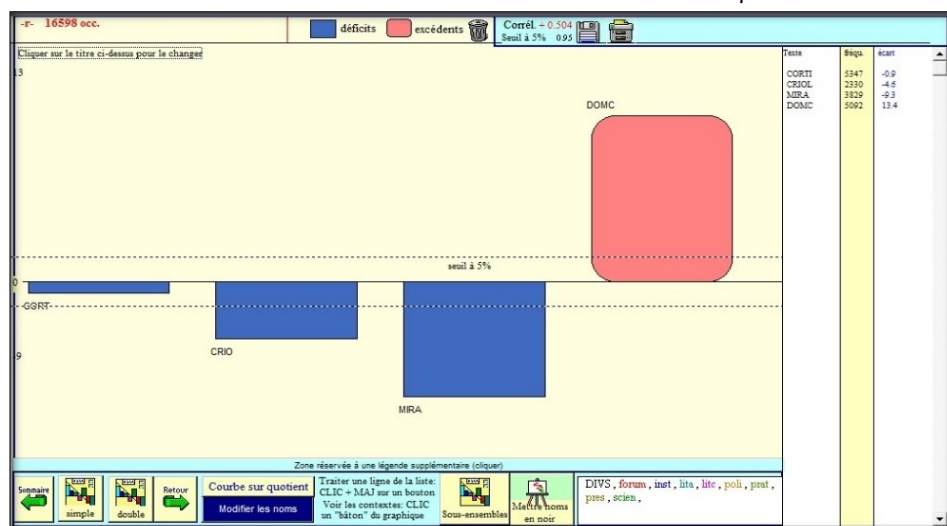 -r- 16598 occ.
déficits
excédents
Corrél. + 0.504
Seuil à 5% 0.95
Cliquer sur le titre ci-dessus pour le changer
13
DOMC
seuil à 5%
0
CORT
CRIO
-9
MIRA
Texte fréqu. écart
CORTI 5347 -0.9
CRIOL 2330 -4.6
MIRA 3829 -9.3
DOMC 5092 13.4
Zone réservée à une légende supplémentaire (cliquer)
Sommaire
simple
double
Retour
Courbe sur quotient
Modifier les noms
Traiter une ligne de la liste:
CLIC + MAJ sur un bouton
Voir les contextes: CLIC
un "bâton" du graphique
Sous-ensembles
Mettre noms
en noir
DIVS , forum , inst , lita , litc , poli , prat ,
pres , scien ,